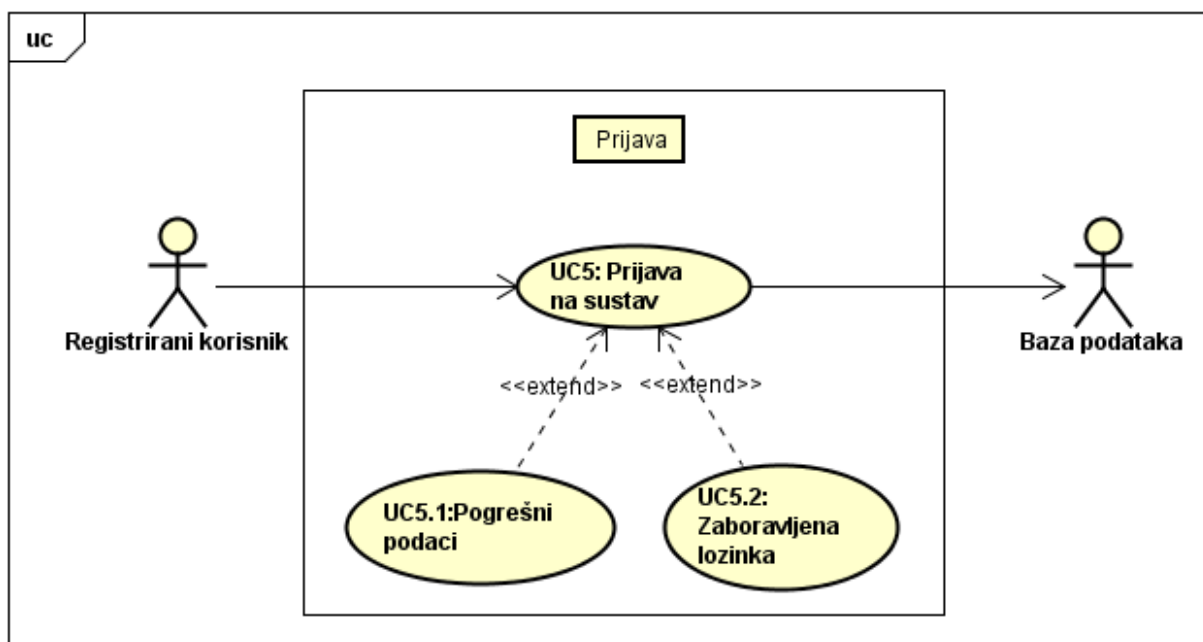 uc
Prijava
UC5: Prijava
na sustav
Registrirani korisnik
Baza podataka
<<extend>>
<<extend>>
UC5.1:Pogrešni
podaci
UC5.2:
Zaboravljena
lozinka